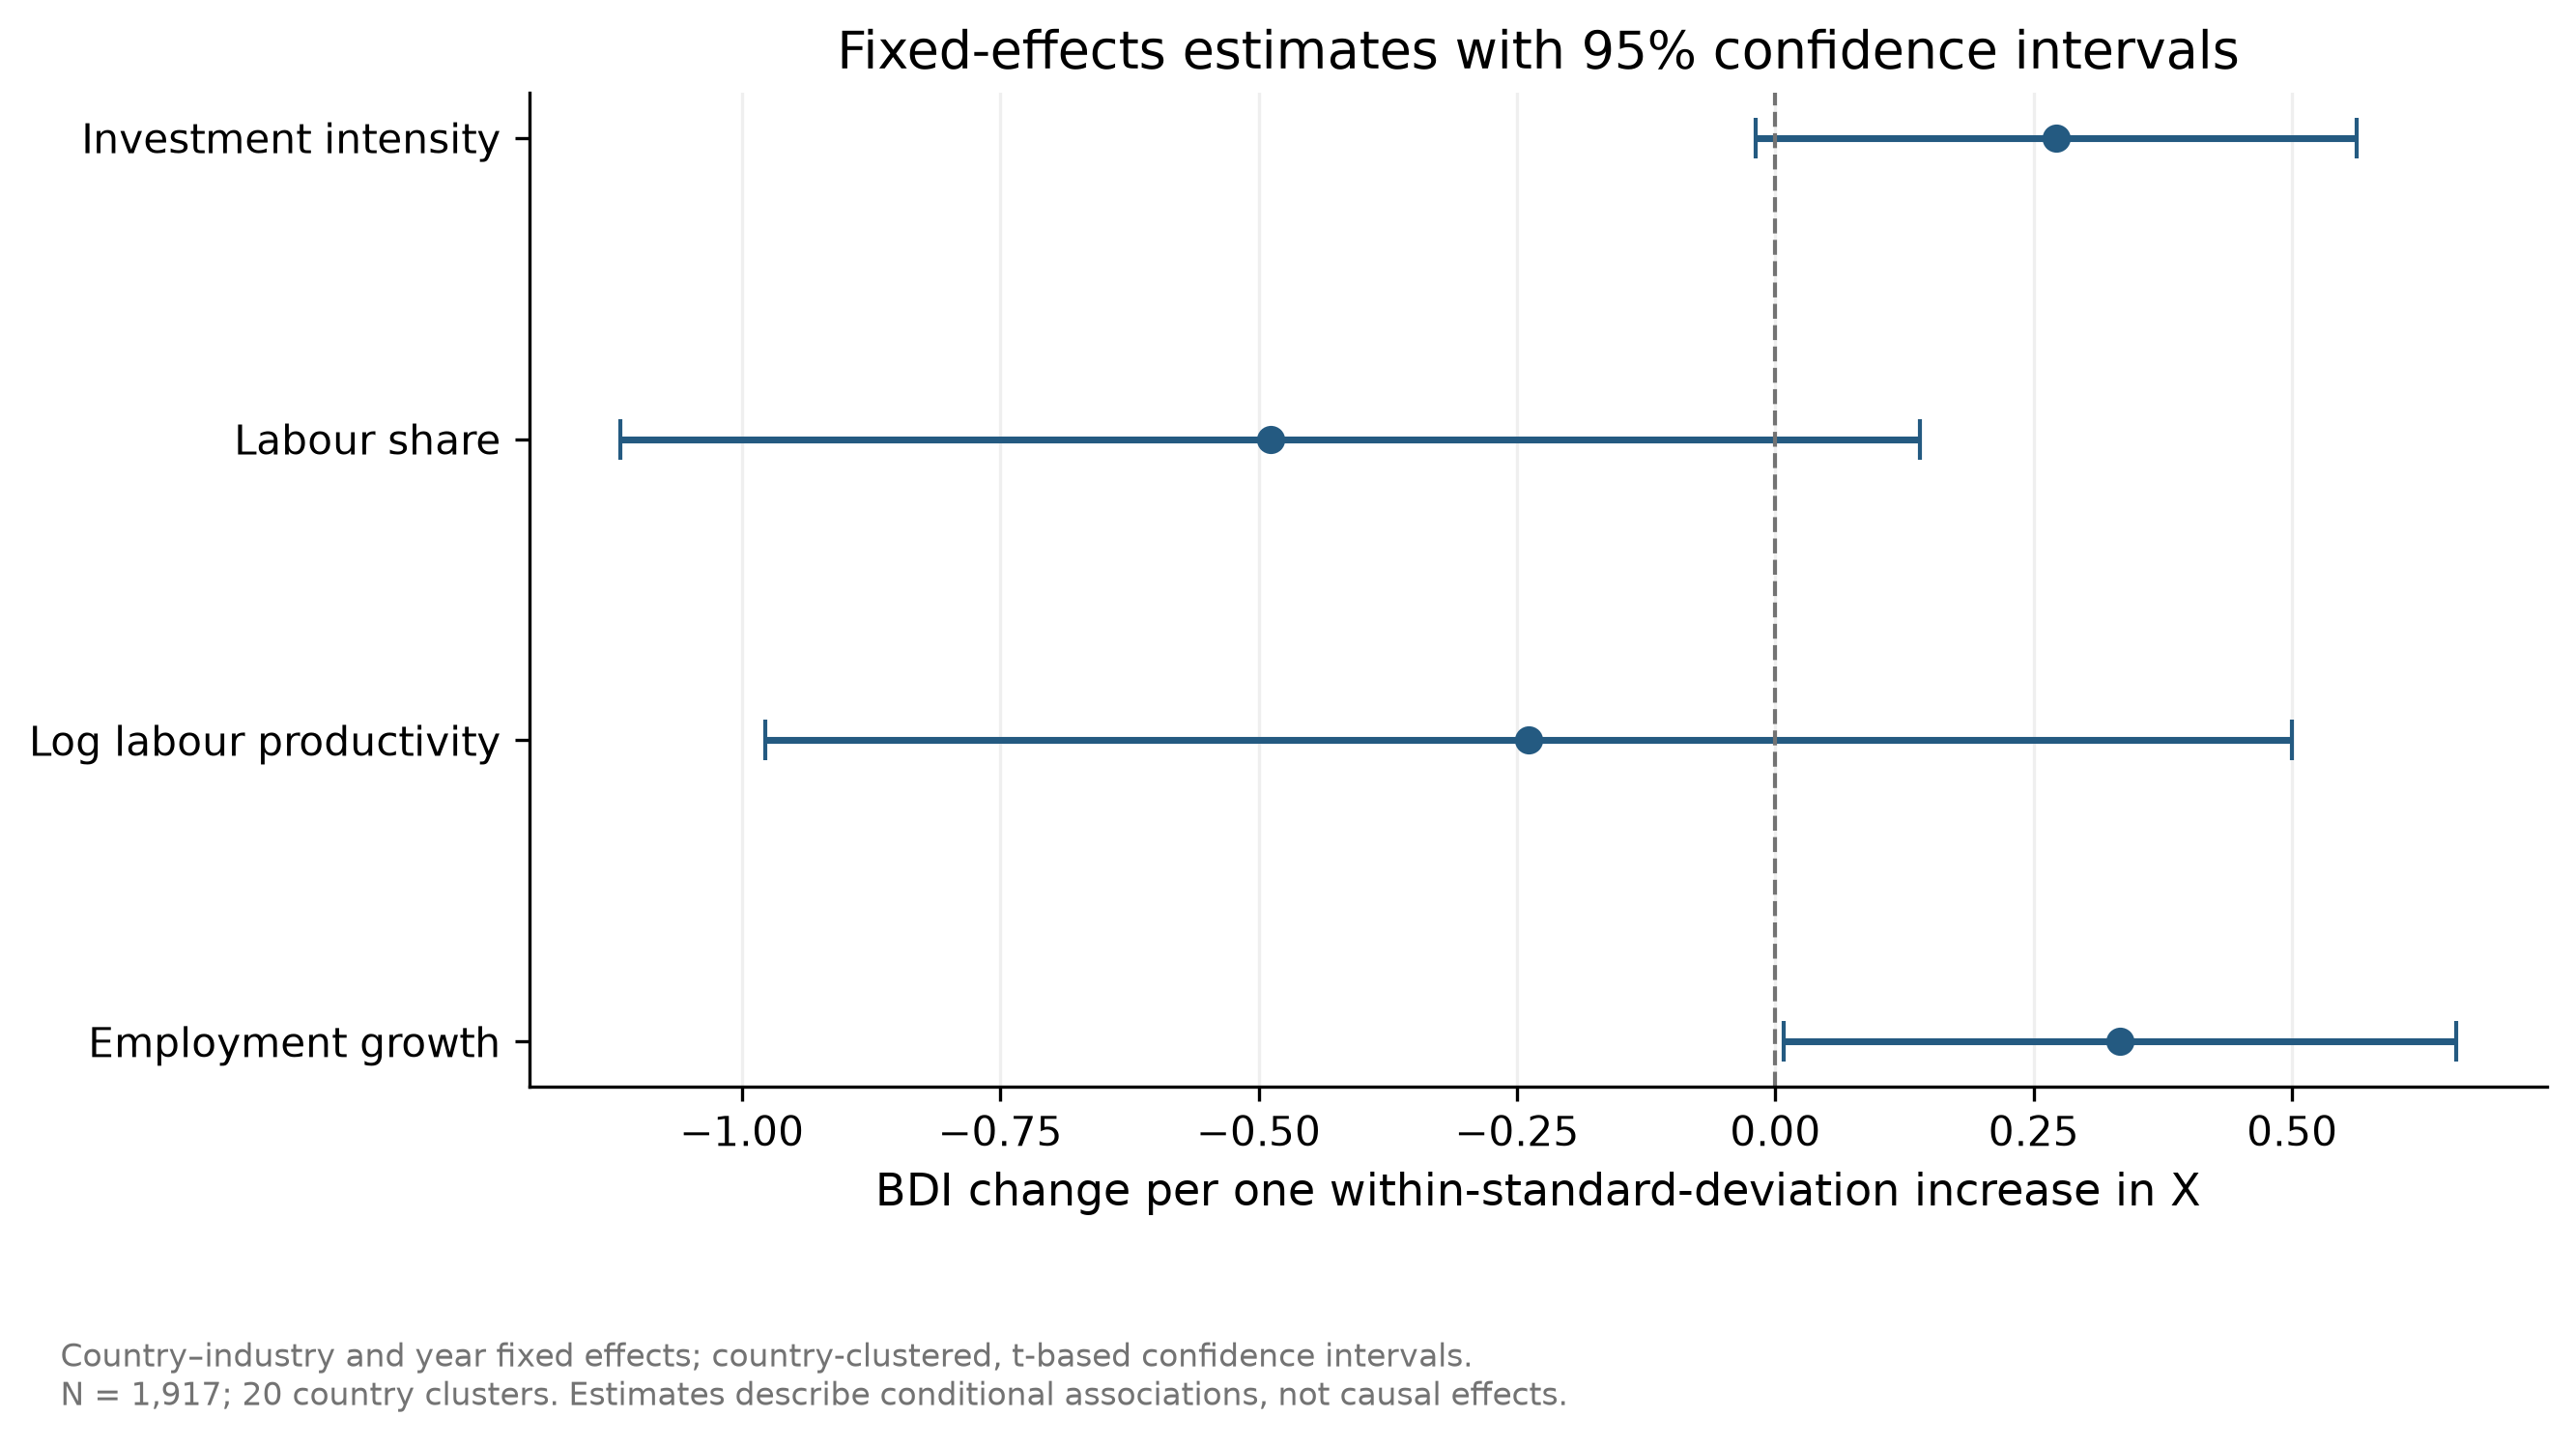 Fixed-effects estimates with 95% confidence intervals
Investment intensity
Labour share
Log labour productivity
Employment growth
−1.00 −0.75 −0.50 −0.25 0.00 0.25 0.50
BDI change per one within-standard-deviation increase in X
Country–industry and year fixed effects; country-clustered, t-based confidence intervals.
N = 1,917; 20 country clusters. Estimates describe conditional associations, not causal effects.